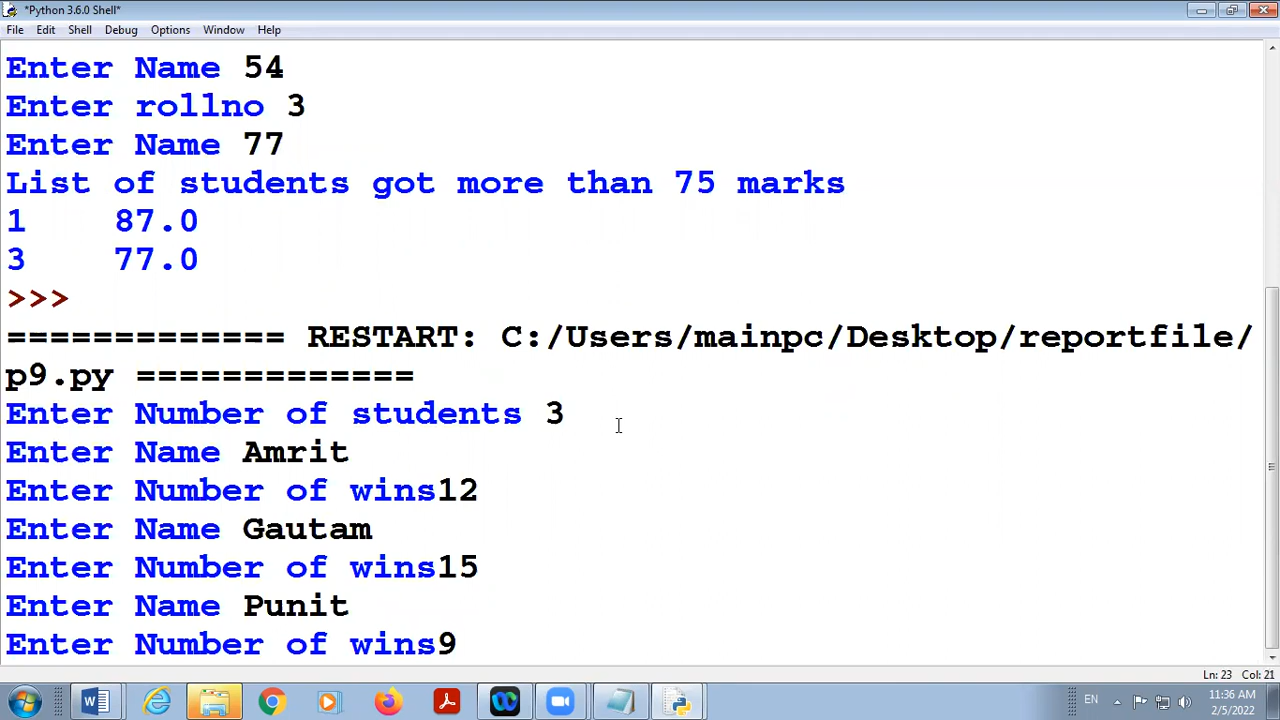 *Python 3.6.0 Shell*
File Edit Shell Debug Options Window Help
Enter Name 54
Enter rollno 3
Enter Name 77
List of students got more than 75 marks
1 87.0
3 77.0
>>>
============= RESTART: C:/Users/mainpc/Desktop/reportfile/
p9.py =============
Enter Number of students 3
Enter Name Amrit
Enter Number of wins12
Enter Name Gautam
Enter Number of wins15
Enter Name Punit
Enter Number of wins9
Ln: 23 Col: 21
EN
11:36 AM
2/5/2022